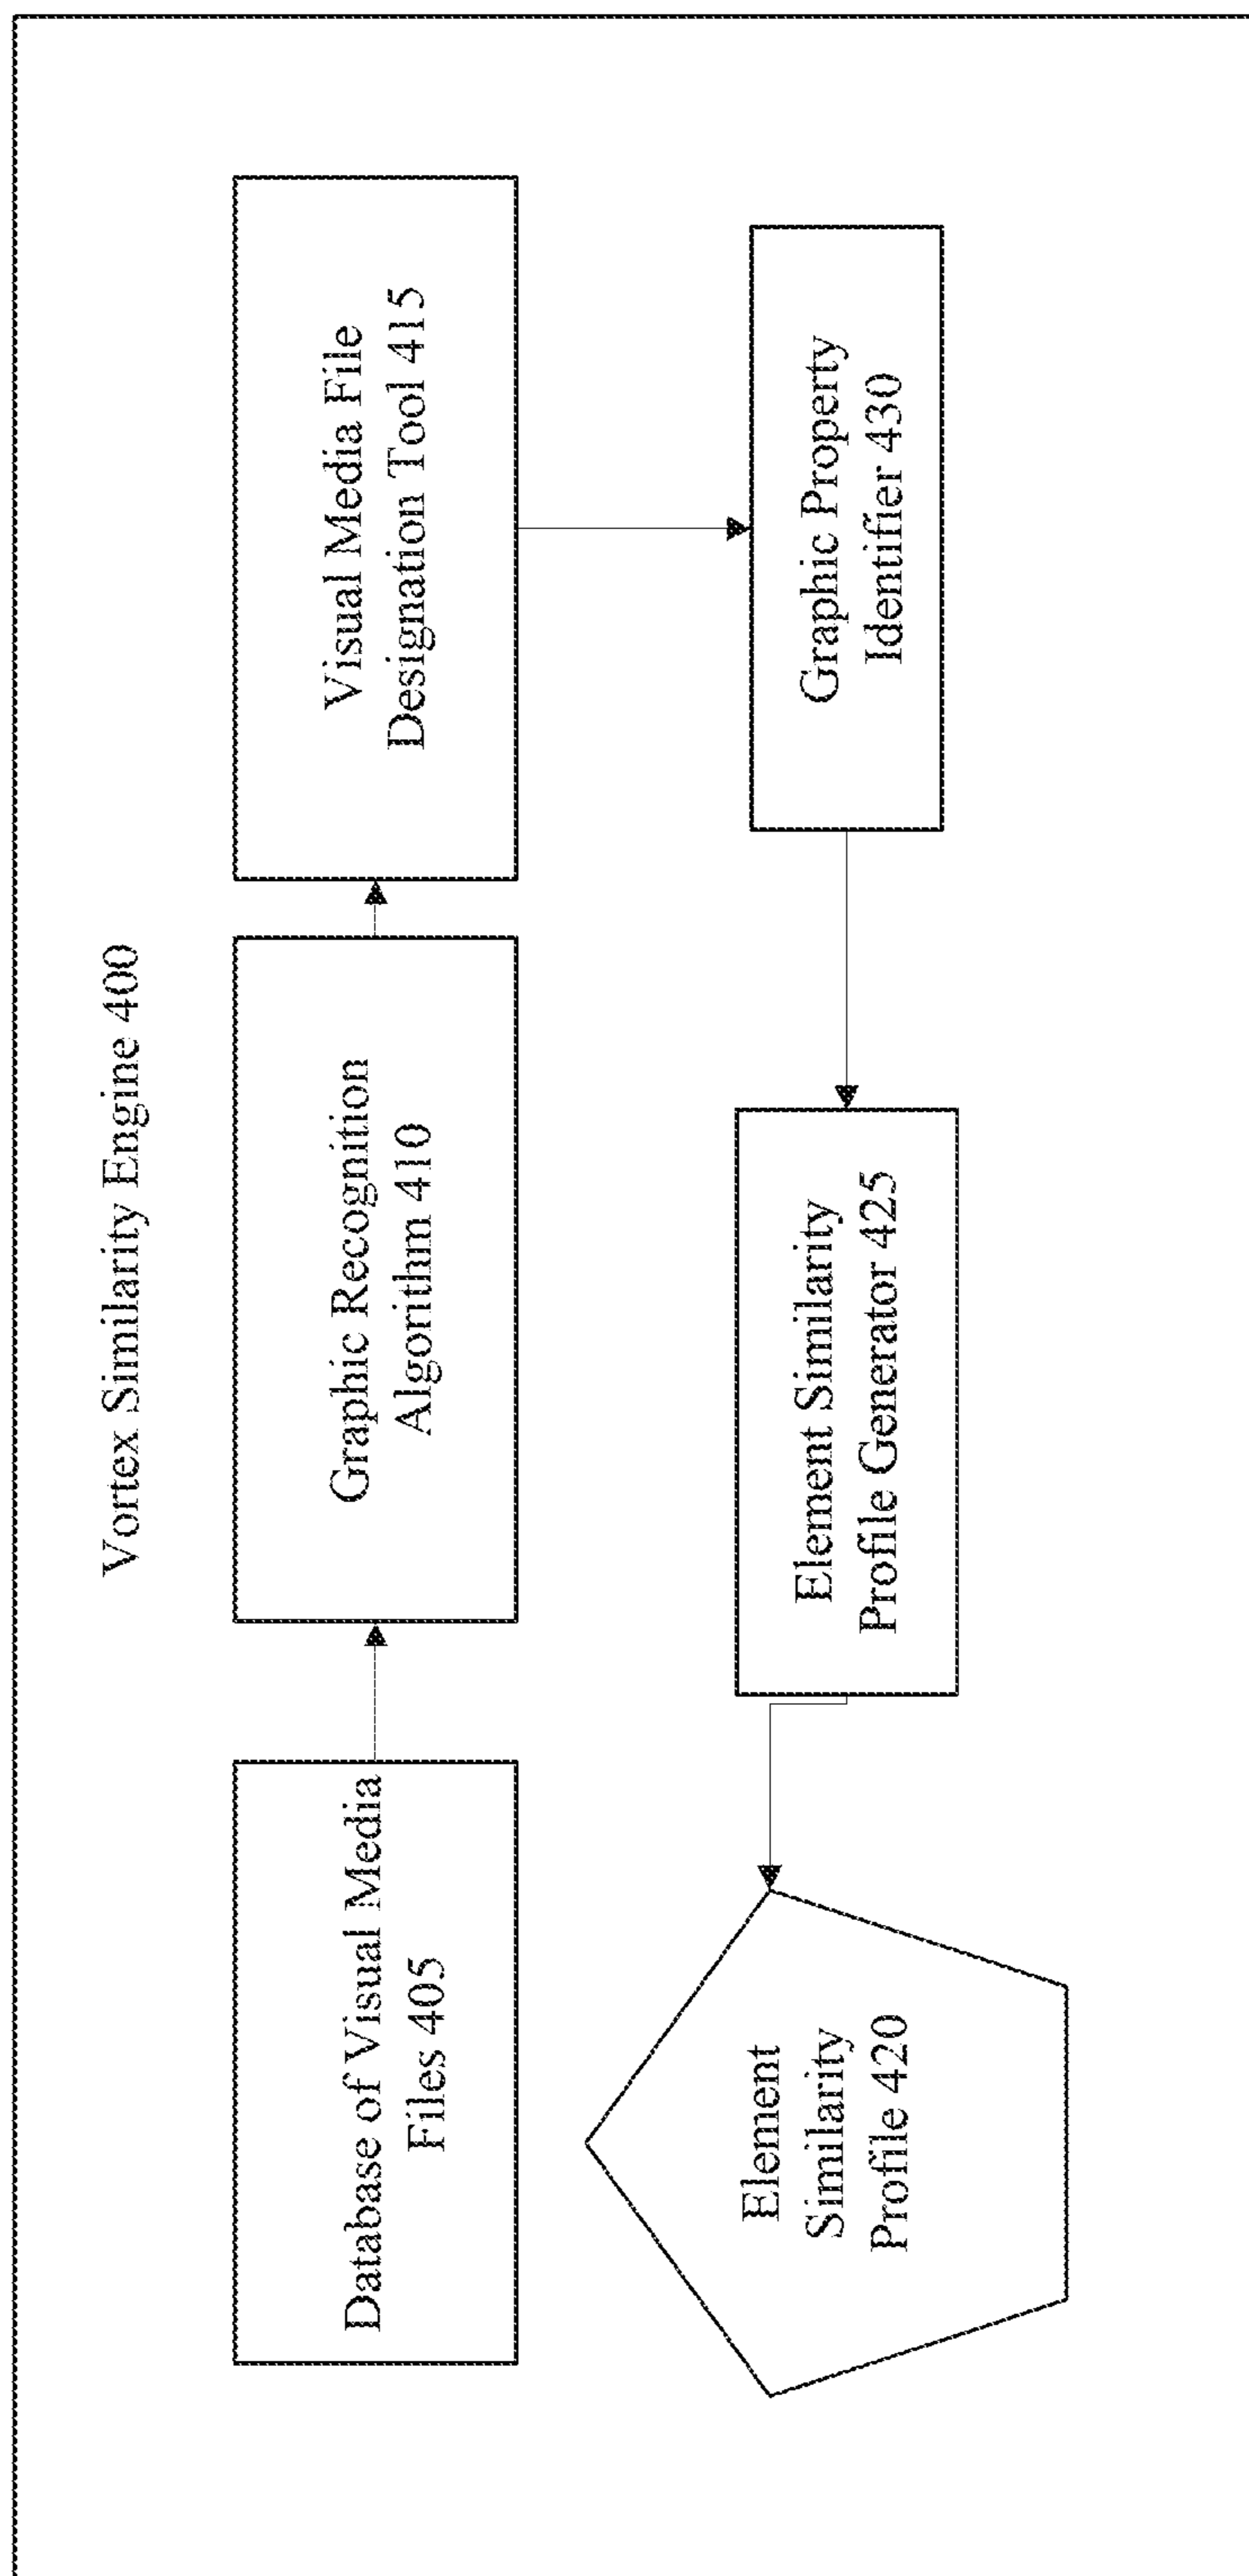 Vortex Similarity Engine 400
Database of Visual Media
Files 405
Graphic Recognition
Algorithm 410
Visual Media File
Designation Tool 415
Element
Similarity
Profile 420
Element Similarity
Profile Generator 425
Graphic Property
Identifier 430